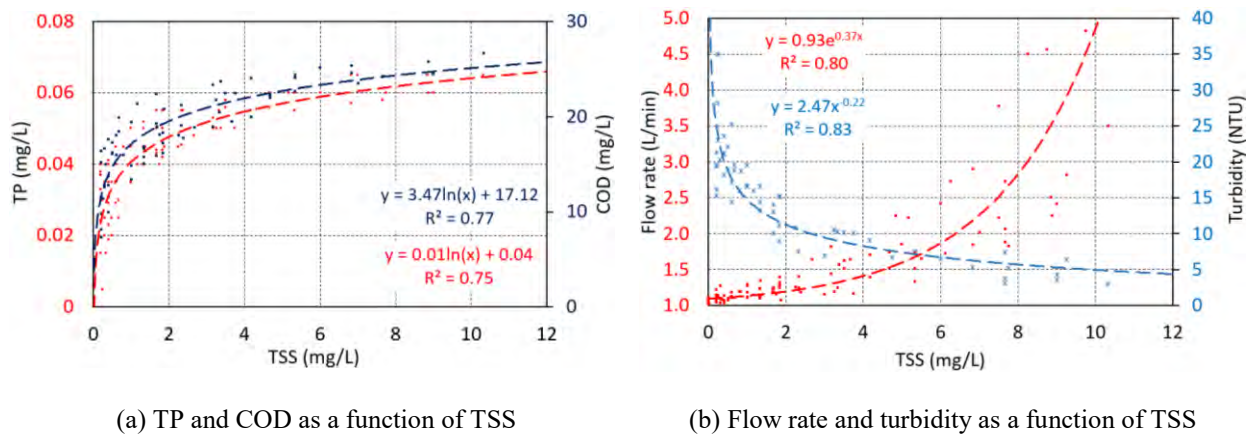 0.08
0.06
0.04
0.02
0
TP (mg/L)
30
20
10
0
COD (mg/L)
y = 3.47ln(x) + 17.12
R² = 0.77
y = 0.01ln(x) + 0.04
R² = 0.75
0 2 4 6 8 10 12
TSS (mg/L)
(a) TP and COD as a function of TSS
5.0
4.5
4.0
3.5
3.0
2.5
2.0
1.5
1.0
Flow rate (L/min)
40
35
30
25
20
15
10
5
0
Turbidity (NTU)
y = 0.93e^0.37x
R² = 0.80
y = 2.47x^-0.22
R² = 0.83
0 2 4 6 8 10 12
TSS (mg/L)
(b) Flow rate and turbidity as a function of TSS